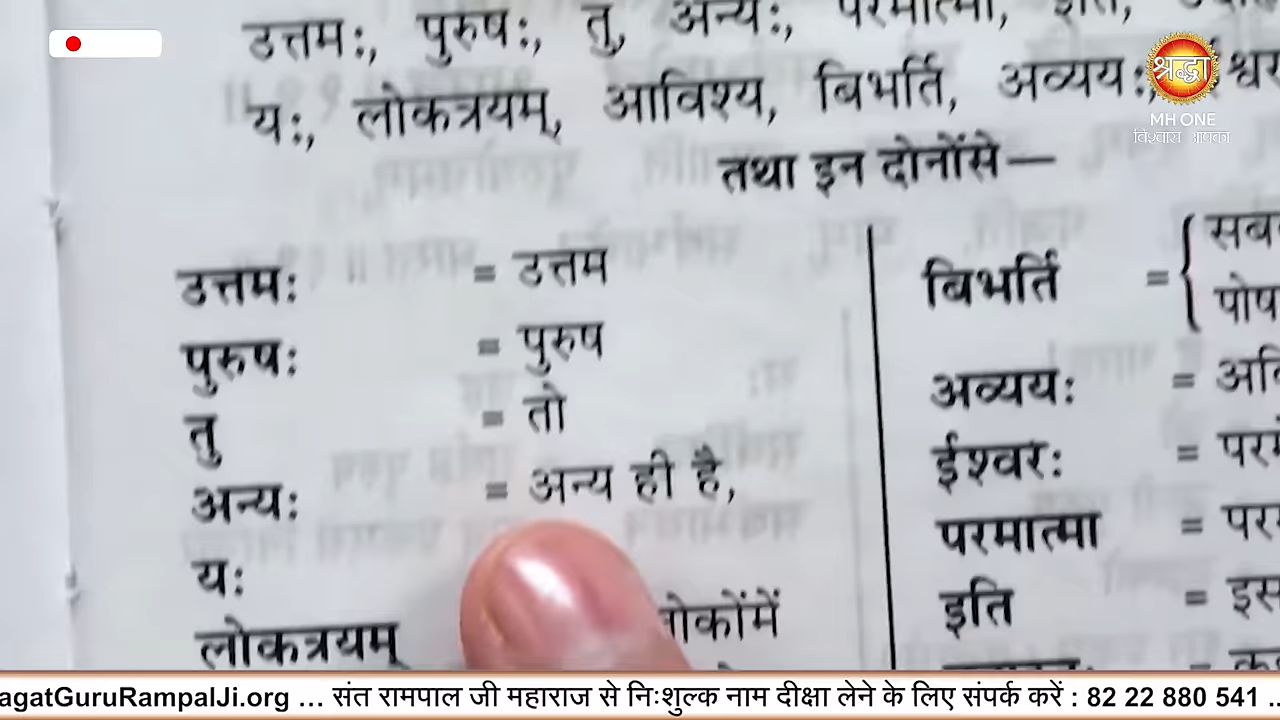 उत्तमः, पुरुषः, तु, अन्यः, परमात्मा, इति,
यः, लोकत्रयम्, आविश्य, बिभर्ति, अव्ययः,
तथा इन दोनोंसे—
उत्तमः = उत्तम
पुरुषः = पुरुष
तु = तो
अन्यः = अन्य ही है,
यः
लोकत्रयम्
बिभर्ति =
अव्ययः =
ईश्वरः =
परमात्मा =
इति =
श्रद्धा
MH ONE
विश्वास आपका
agatGuruRampalJi.org ... संत रामपाल जी महाराज से निःशुल्क नाम दीक्षा लेने के लिए संपर्क करें : 82 22 880 541 ..